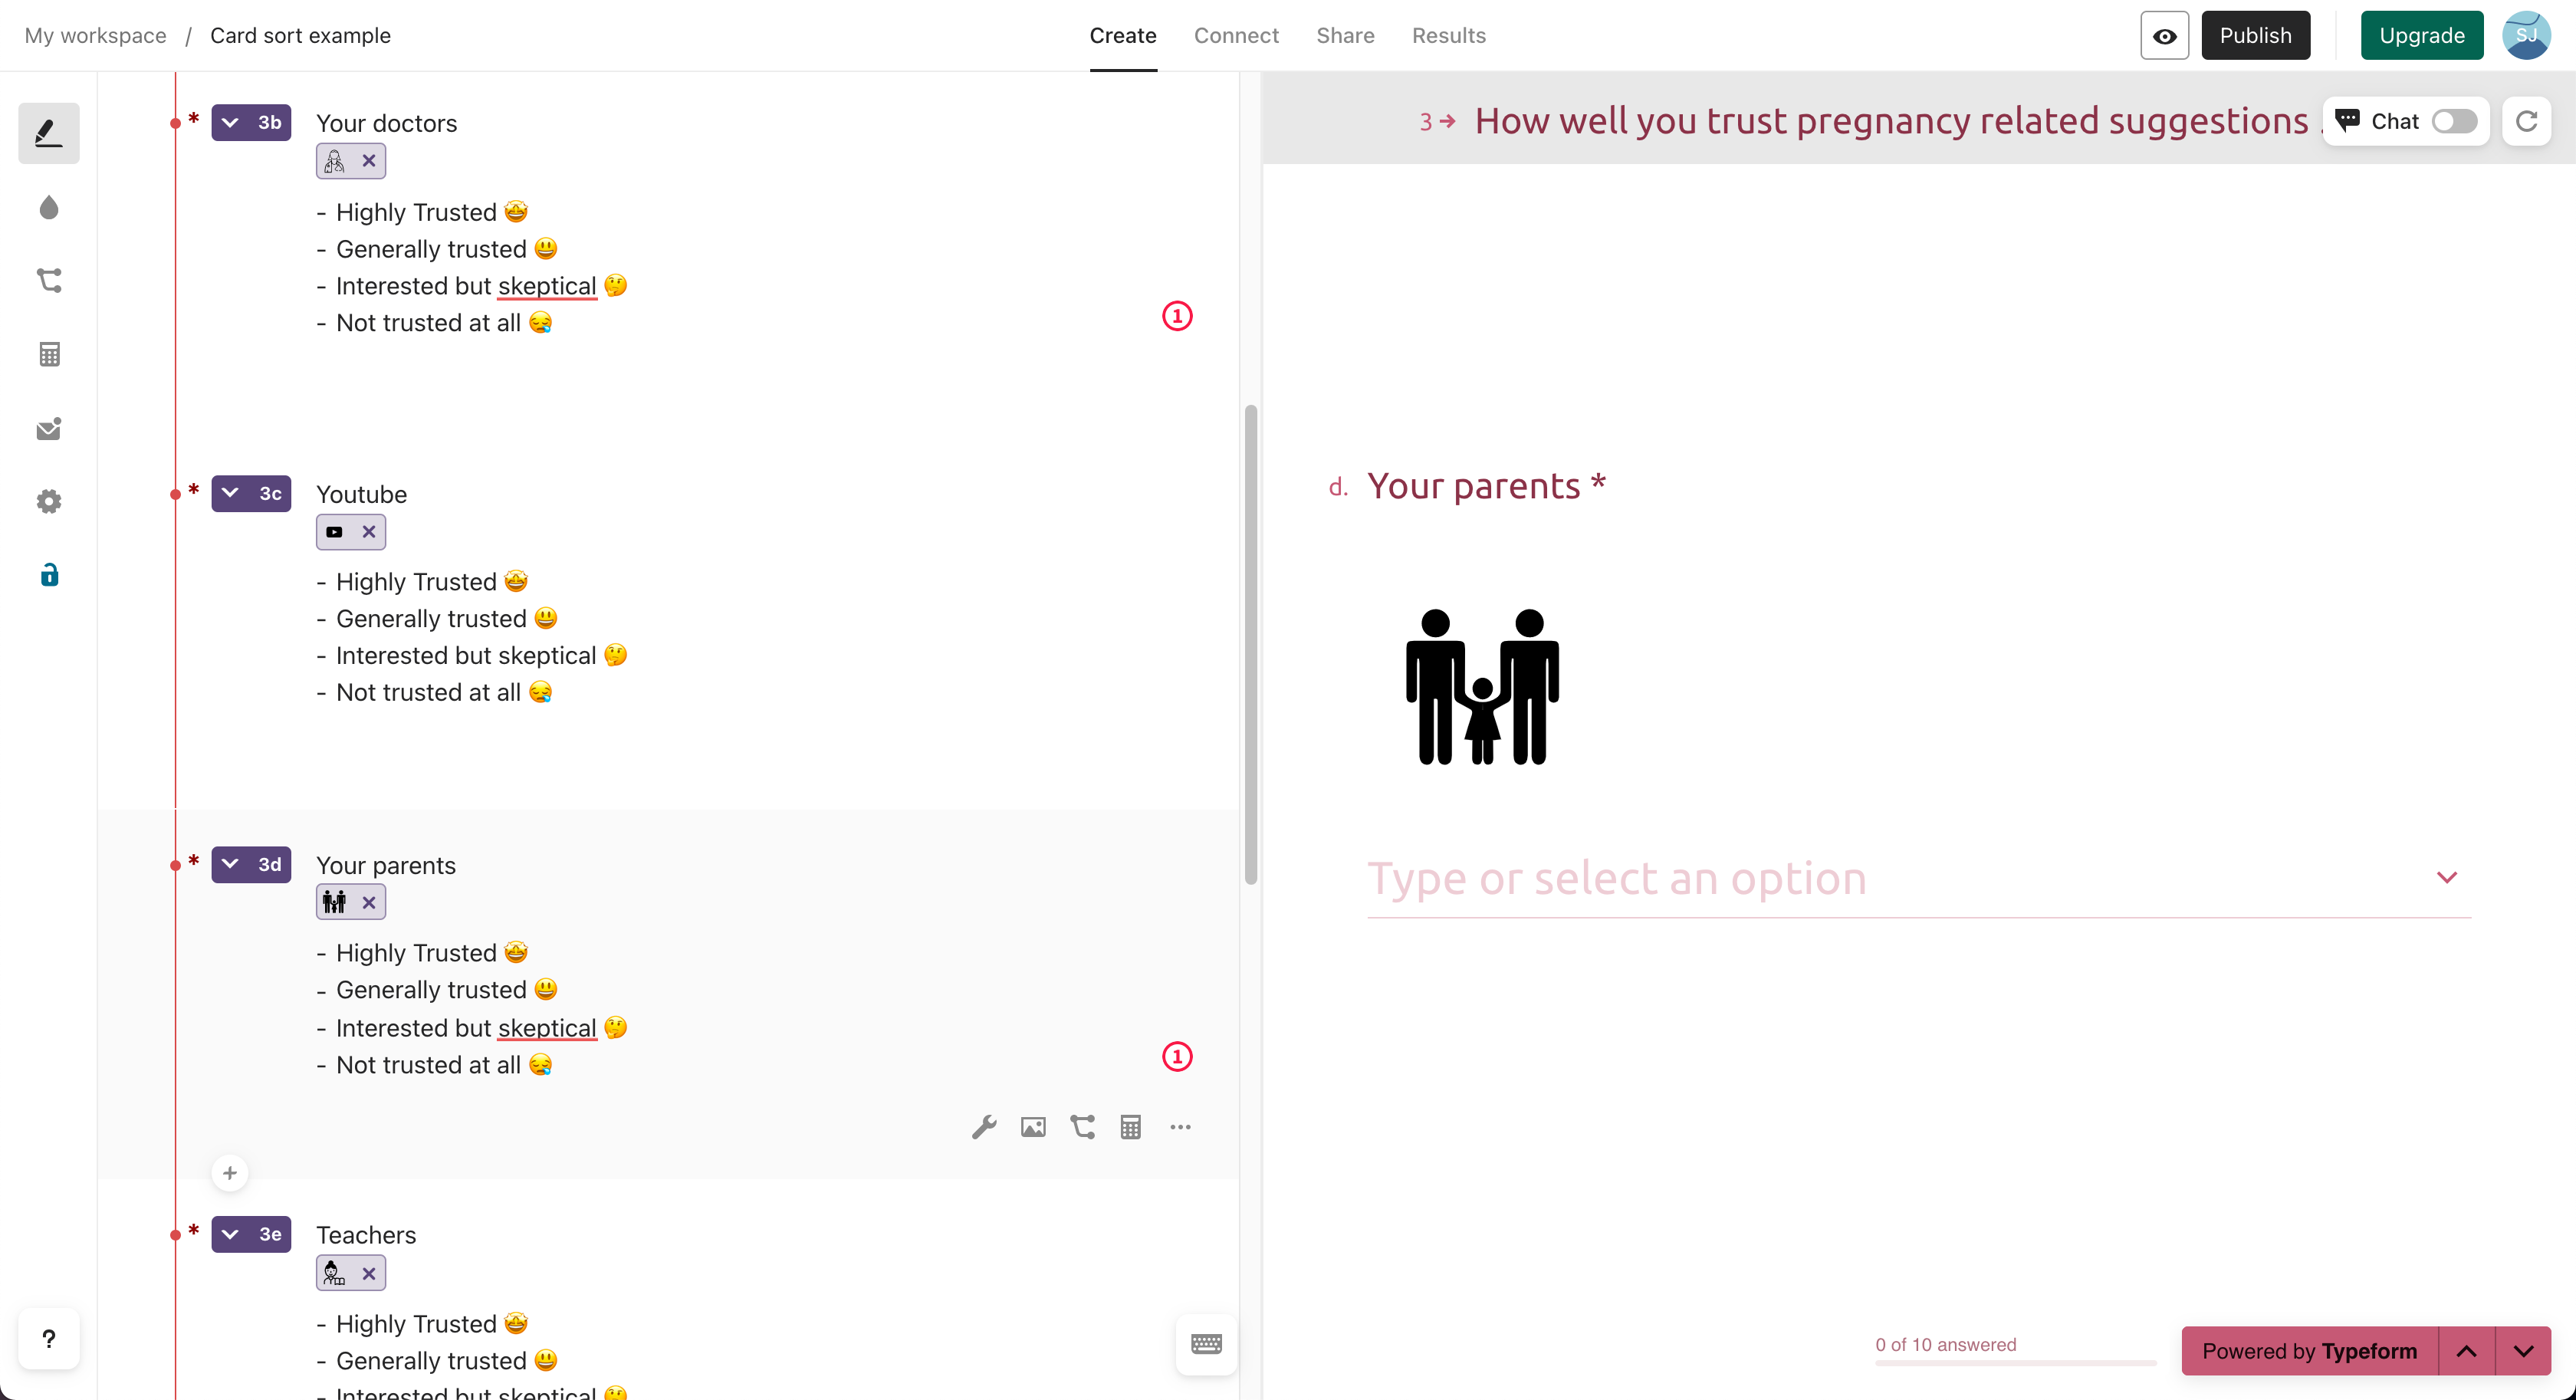 My workspace / Card sort example
Create Connect Share Results
Publish
Upgrade
SJ
* 3b Your doctors
- Highly Trusted 🤩
- Generally trusted 😃
- Interested but skeptical 🤔
- Not trusted at all 😪
1
* 3c Youtube
- Highly Trusted 🤩
- Generally trusted 😃
- Interested but skeptical 🤔
- Not trusted at all 😪
* 3d Your parents
- Highly Trusted 🤩
- Generally trusted 😃
- Interested but skeptical 🤔
- Not trusted at all 😪
1
+
* 3e Teachers
- Highly Trusted 🤩
- Generally trusted 😃
- Interested but skeptical 🤔
?
3 → How well you trust pregnancy related suggestions
Chat
d. Your parents *
Type or select an option
0 of 10 answered
Powered by Typeform